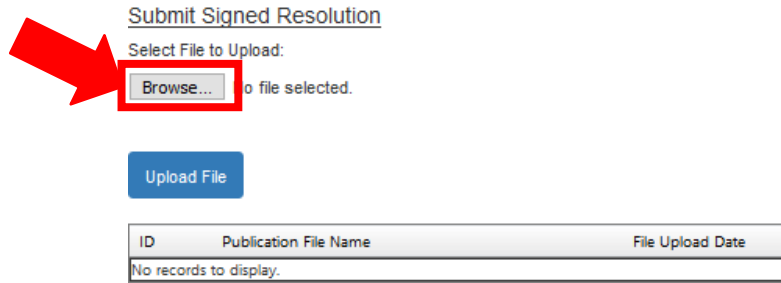 Submit Signed Resolution
Select File to Upload:
Browse... No file selected.
Upload File
ID Publication File Name File Upload Date
No records to display.